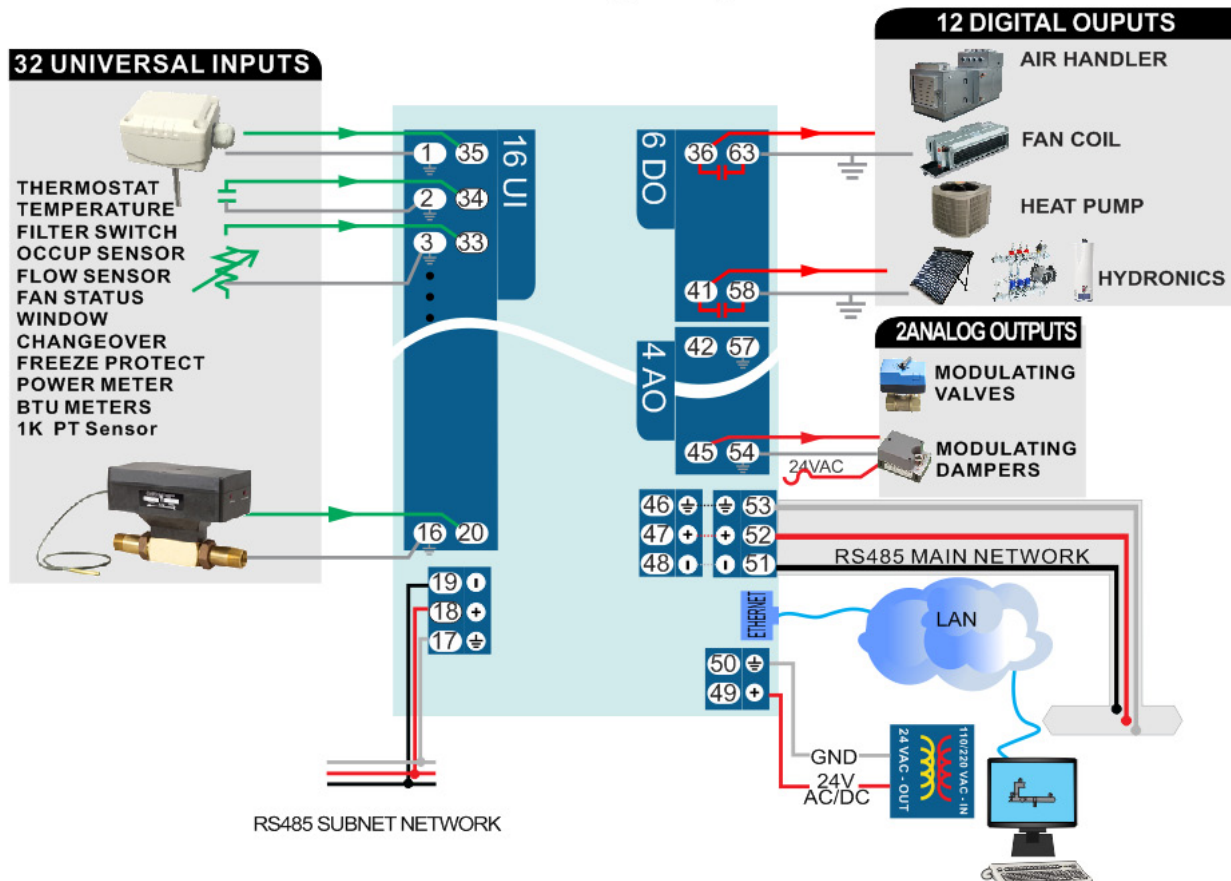 32 UNIVERSAL INPUTS
THERMOSTAT
TEMPERATURE
FILTER SWITCH
OCCUP SENSOR
FLOW SENSOR
FAN STATUS
WINDOW
CHANGEOVER
FREEZE PROTECT
POWER METER
BTU METERS
1K PT Sensor
1 35
2 34
3 33
16 20
16 UI
19
18 +
17
RS485 SUBNET NETWORK
6 DO
36 63
41 58
4 AO
42 57
45 54
24VAC
46 53
47 + + 52
48 51
RS485 MAIN NETWORK
ETHERNET
LAN
50
49 +
GND
24V
AC/DC
24 VAC - OUT
110/220 VAC - IN
12 DIGITAL OUPUTS
AIR HANDLER
FAN COIL
HEAT PUMP
HYDRONICS
2ANALOG OUTPUTS
MODULATING
VALVES
MODULATING
DAMPERS